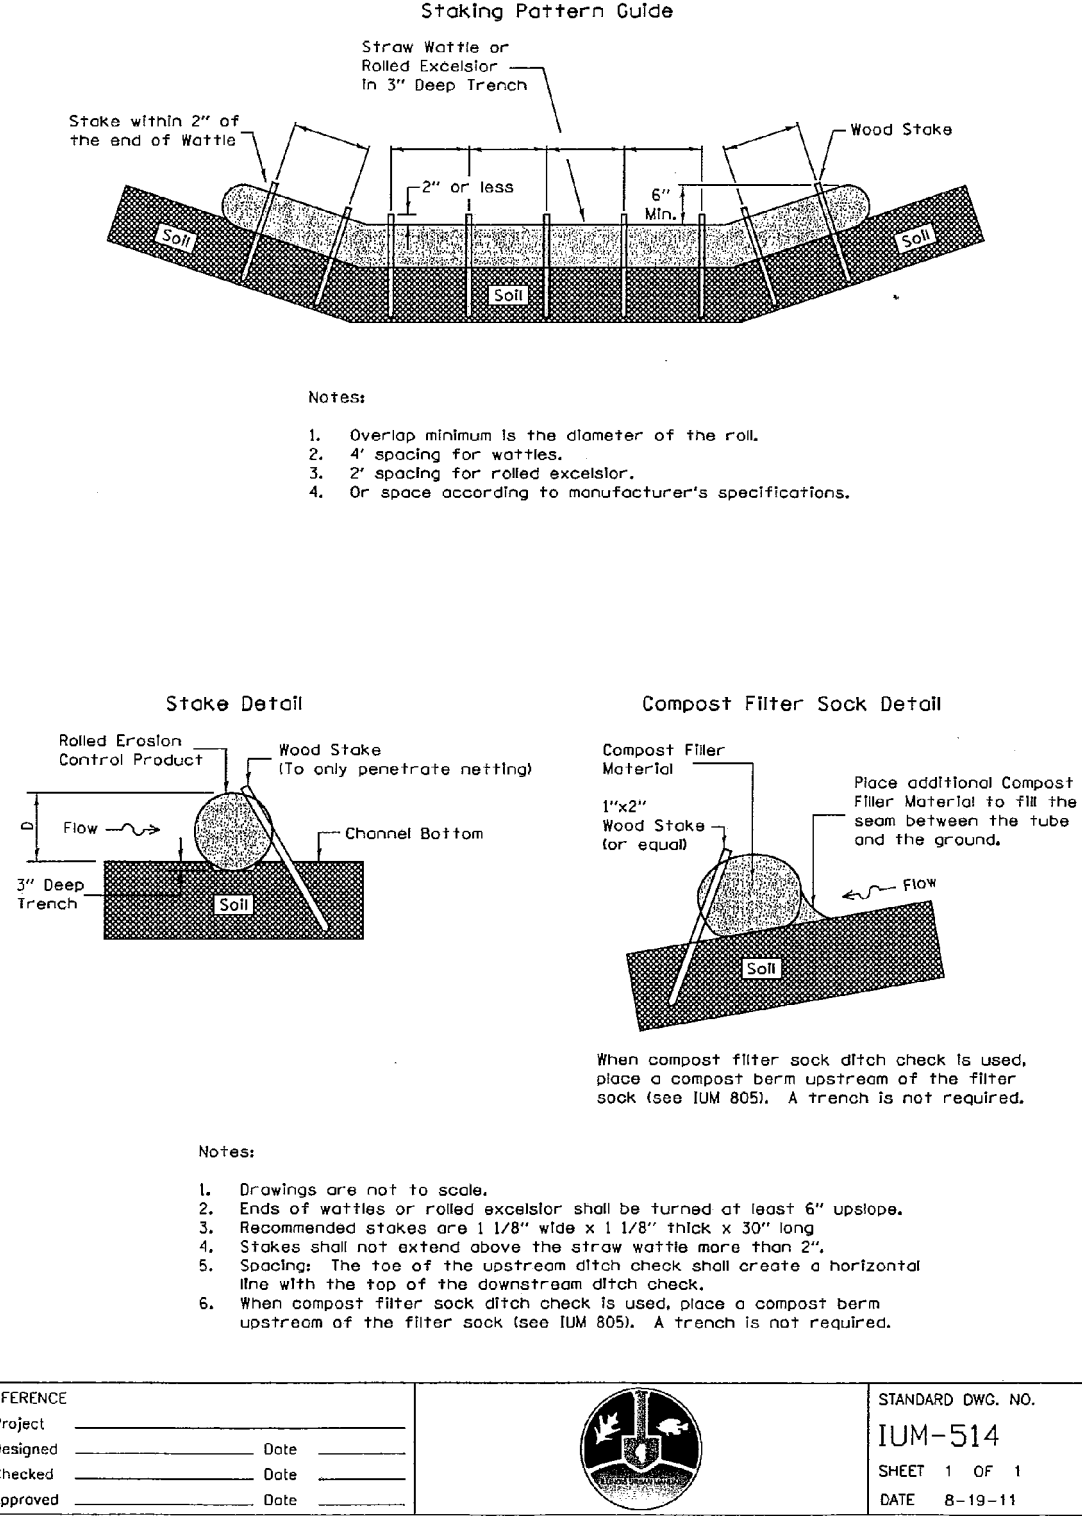 Staking Pattern Guide
Straw Wattle or
Rolled Excelsior
in 3" Deep Trench
Stake within 2" of
the end of Wattle
Wood Stake
2" or less
6"
Min.
Soil
Soil
Soil
Notes:
1. Overlap minimum is the diameter of the roll.
2. 4' spacing for wattles.
3. 2' spacing for rolled excelsior.
4. Or space according to manufacturer's specifications.
Stake Detail
Rolled Erosion
Control Product
Wood Stake
(To only penetrate netting)
D
Flow
Channel Bottom
3" Deep
Trench
Soil
Compost Filter Sock Detail
Compost Filler
Material
1"x2"
Wood Stake
(or equal)
Place additional Compost
Filler Material to fill the
seam between the tube
and the ground.
Flow
Soil
When compost filter sock ditch check is used,
place a compost berm upstream of the filter
sock (see IUM 805). A trench is not required.
Notes:
1. Drawings are not to scale.
2. Ends of wattles or rolled excelsior shall be turned at least 6" upslope.
3. Recommended stakes are 1 1/8" wide x 1 1/8" thick x 30" long
4. Stakes shall not extend above the straw wattle more than 2".
5. Spacing: The toe of the upstream ditch check shall create a horizontal
line with the top of the downstream ditch check.
6. When compost filter sock ditch check is used, place a compost berm
upstream of the filter sock (see IUM 805). A trench is not required.
FERENCE
roject
esigned Date
hecked Date
pproved Date
ILLINOIS URBAN MANUAL
STANDARD DWG. NO.
IUM-514
SHEET 1 OF 1
DATE 8-19-11